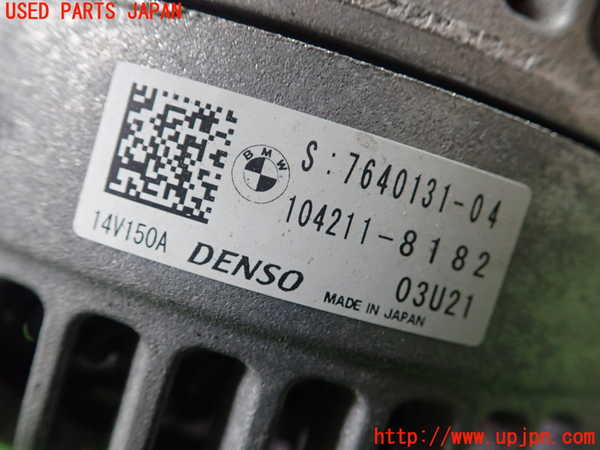 USED PARTS JAPAN
BMW
S:7640131-04
104211-8182
14V150A
DENSO
03U21
MADE IN JAPAN
http://www.upjpn.com/